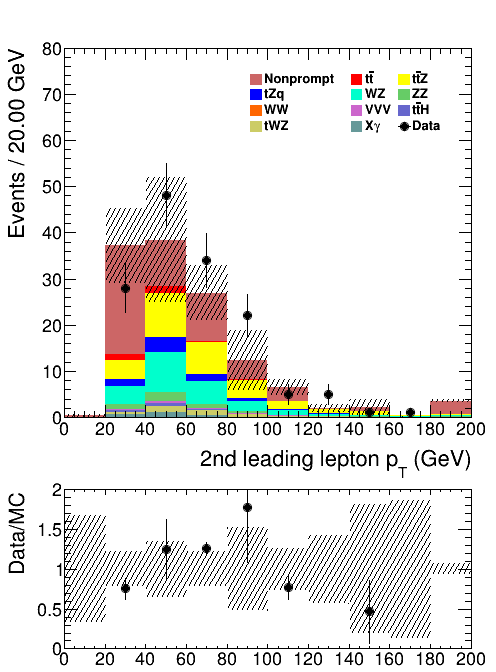 Events / 20.00 GeV
80
70
60
50
40
30
20
10
0
Nonprompt tt̄ tt̄Z
tZq WZ ZZ
WW VVV tt̄H
tWZ Xγ Data
0 20 40 60 80 100 120 140 160 180 200
2nd leading lepton p_T (GeV)
Data/MC
2
1.5
1
0.5
0
0 20 40 60 80 100 120 140 160 180 200